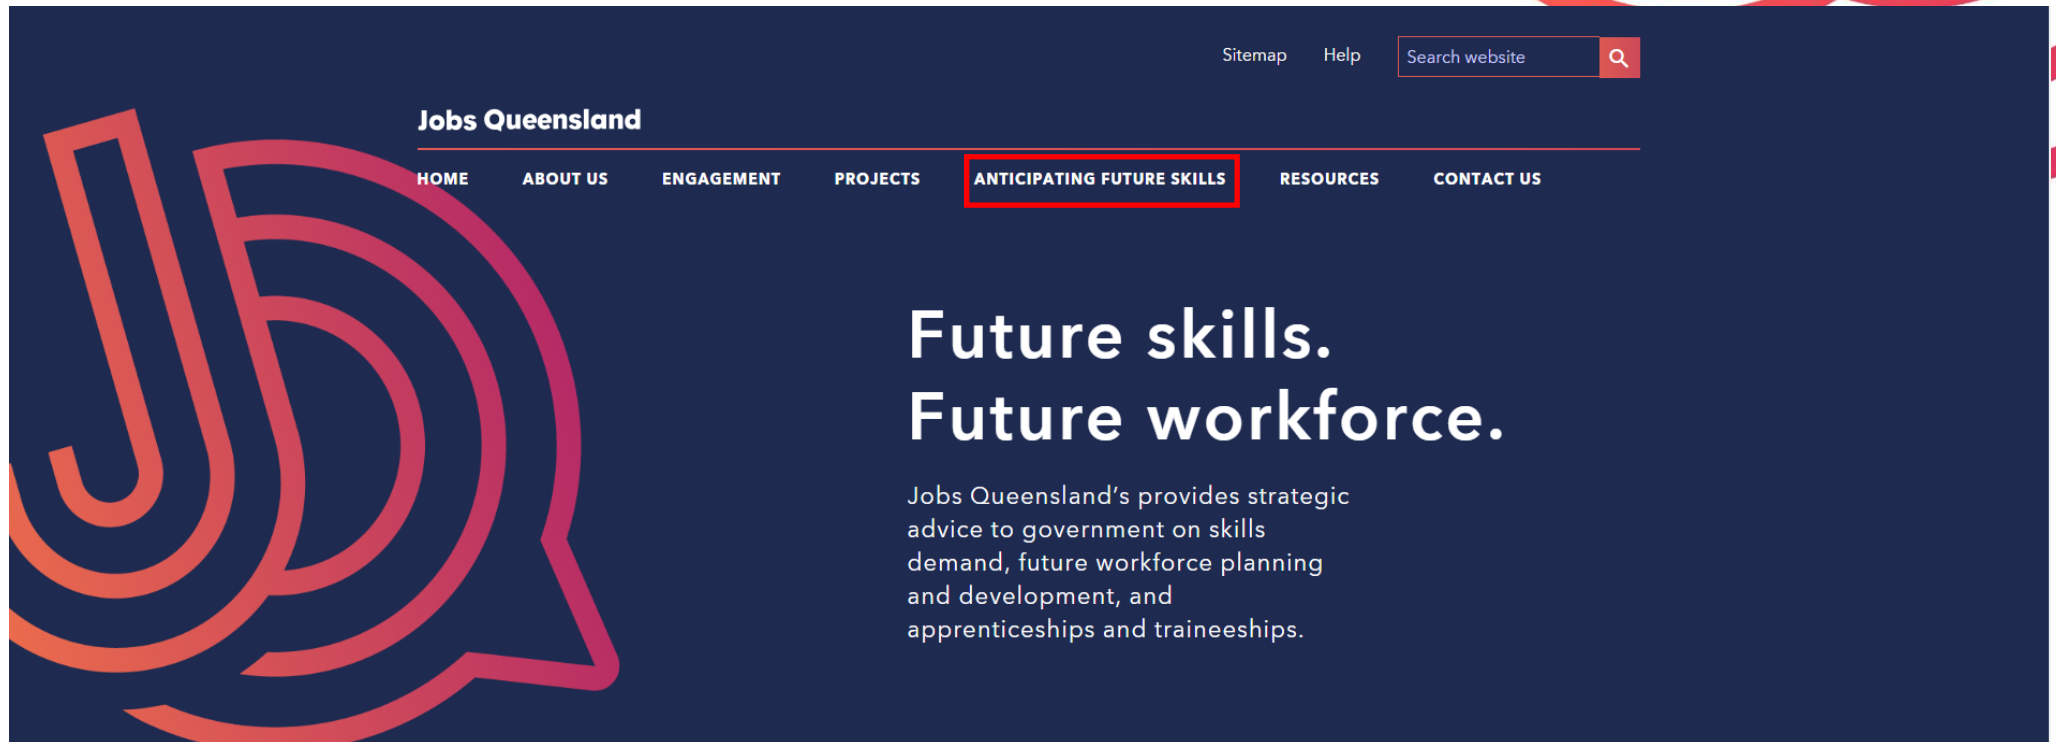 Sitemap Help Search website
Jobs Queensland
HOME ABOUT US ENGAGEMENT PROJECTS ANTICIPATING FUTURE SKILLS RESOURCES CONTACT US
Future skills.
Future workforce.
Jobs Queensland’s provides strategic
advice to government on skills
demand, future workforce planning
and development, and
apprenticeships and traineeships.